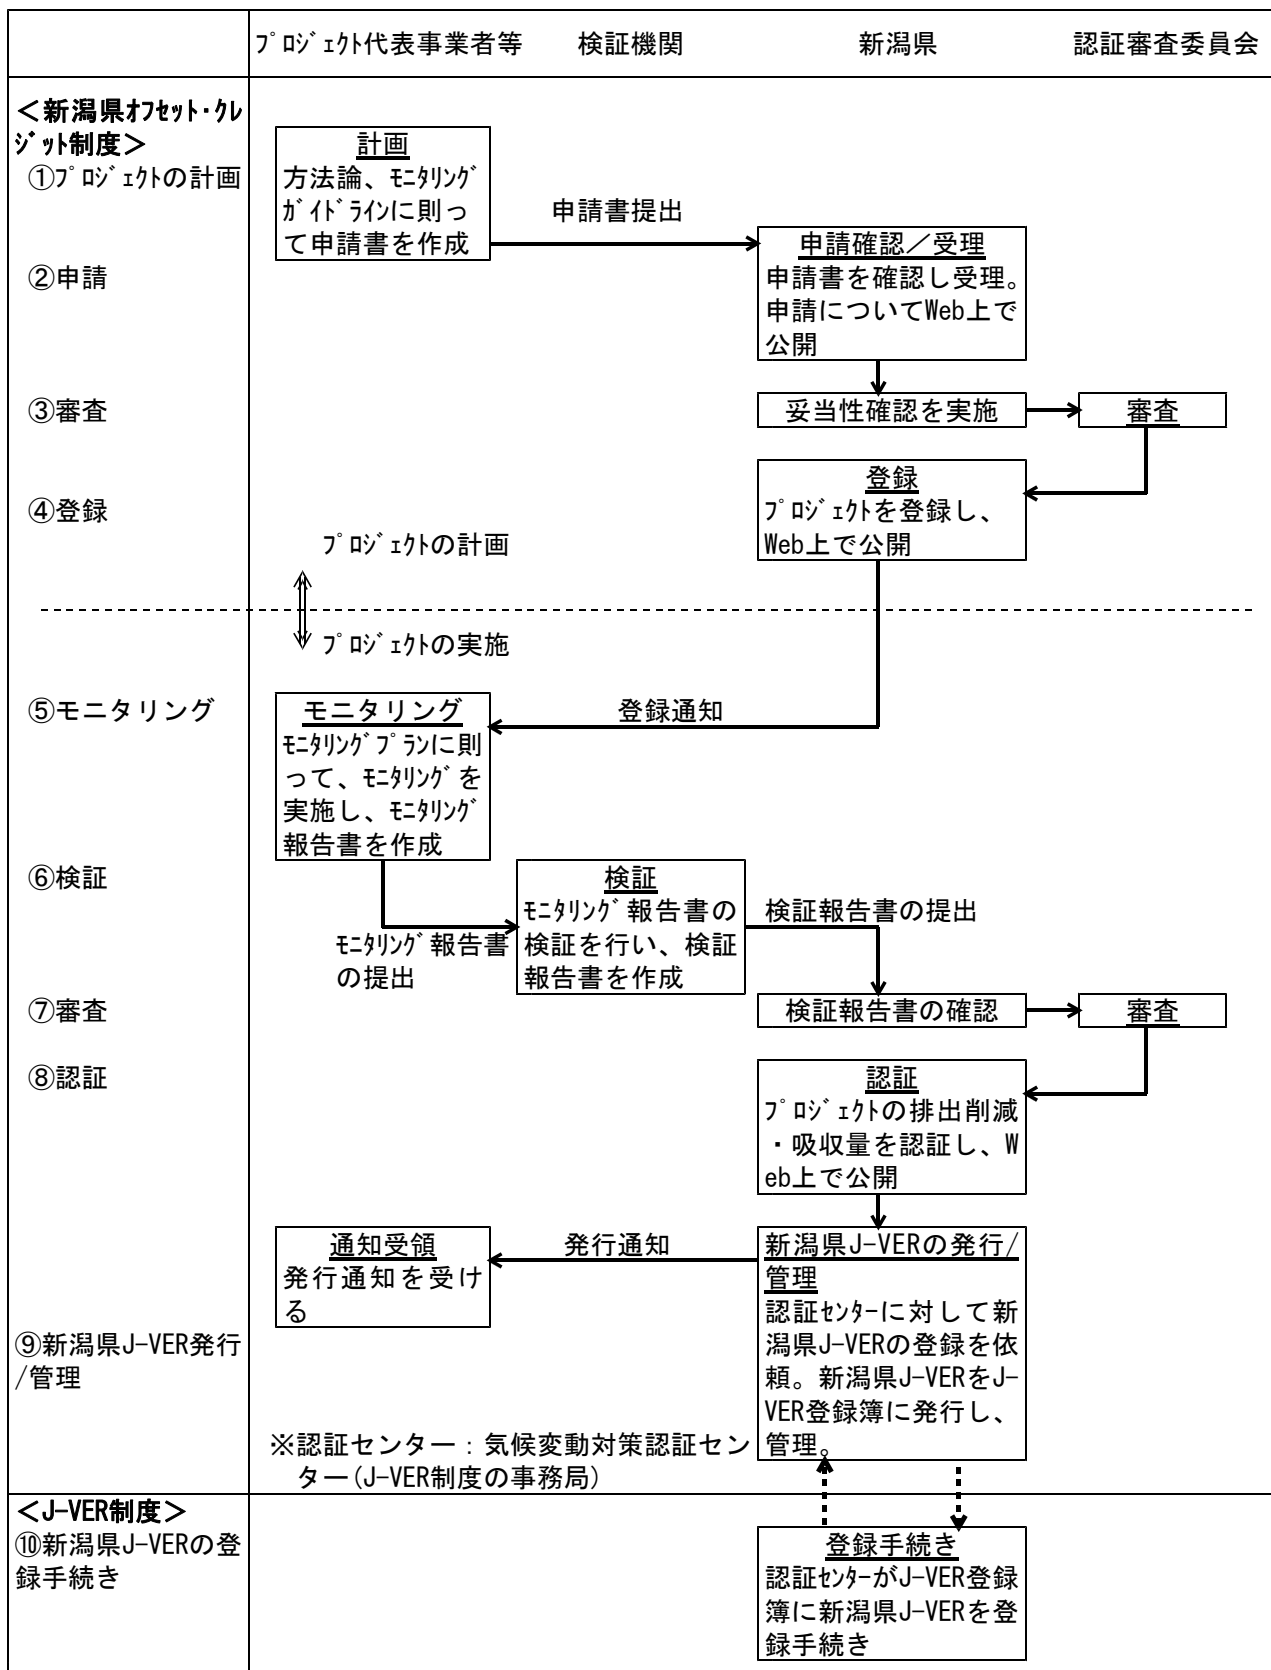 ﾌﾟﾛｼﾞｪｸﾄ代表事業者等
検証機関
新潟県
認証審査委員会
＜新潟県ｵﾌｾｯﾄ・ｸﾚ
ｼﾞｯﾄ制度＞
①ﾌﾟﾛｼﾞｪｸﾄの計画
計画
方法論、ﾓﾆﾀﾘﾝｸﾞ
ｶﾞｲﾄﾞﾗｲﾝに則っ
て申請書を作成
申請書提出
②申請
申請確認／受理
申請書を確認し受理。
申請についてWeb上で
公開
③審査
妥当性確認を実施
審査
④登録
登録
ﾌﾟﾛｼﾞｪｸﾄを登録し、
Web上で公開
ﾌﾟﾛｼﾞｪｸﾄの計画
ﾌﾟﾛｼﾞｪｸﾄの実施
⑤モニタリング
モニタリング
ﾓﾆﾀﾘﾝｸﾞﾌﾟﾗﾝに則
って、ﾓﾆﾀﾘﾝｸﾞを
実施し、ﾓﾆﾀﾘﾝｸﾞ
報告書を作成
登録通知
⑥検証
ﾓﾆﾀﾘﾝｸﾞ報告書
の提出
検証
ﾓﾆﾀﾘﾝｸﾞ報告書の
検証を行い、検証
報告書を作成
検証報告書の提出
⑦審査
検証報告書の確認
審査
⑧認証
認証
ﾌﾟﾛｼﾞｪｸﾄの排出削減
・吸収量を認証し、W
eb上で公開
通知受領
発行通知を受け
る
発行通知
新潟県J-VERの発行/
管理
認証ｾﾝﾀｰに対して新
潟県J-VERの登録を依
頼。新潟県J-VERをJ-
VER登録簿に発行し、
管理。
⑨新潟県J-VER発行
/管理
※認証センター：気候変動対策認証セン
ター(J-VER制度の事務局)
＜J-VER制度＞
⑩新潟県J-VERの登
録手続き
登録手続き
認証ｾﾝﾀｰがJ-VER登録
簿に新潟県J-VERを登
録手続き